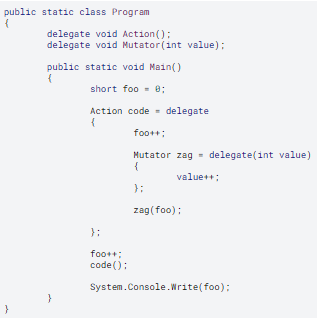 public static class Program
{
delegate void Action();
delegate void Mutator(int value);
public static void Main()
{
short foo = 0;
Action code = delegate
{
foo++;
Mutator zag = delegate(int value)
{
value++;
};
zag(foo);
};
foo++;
code();
System.Console.Write(foo);
}
}